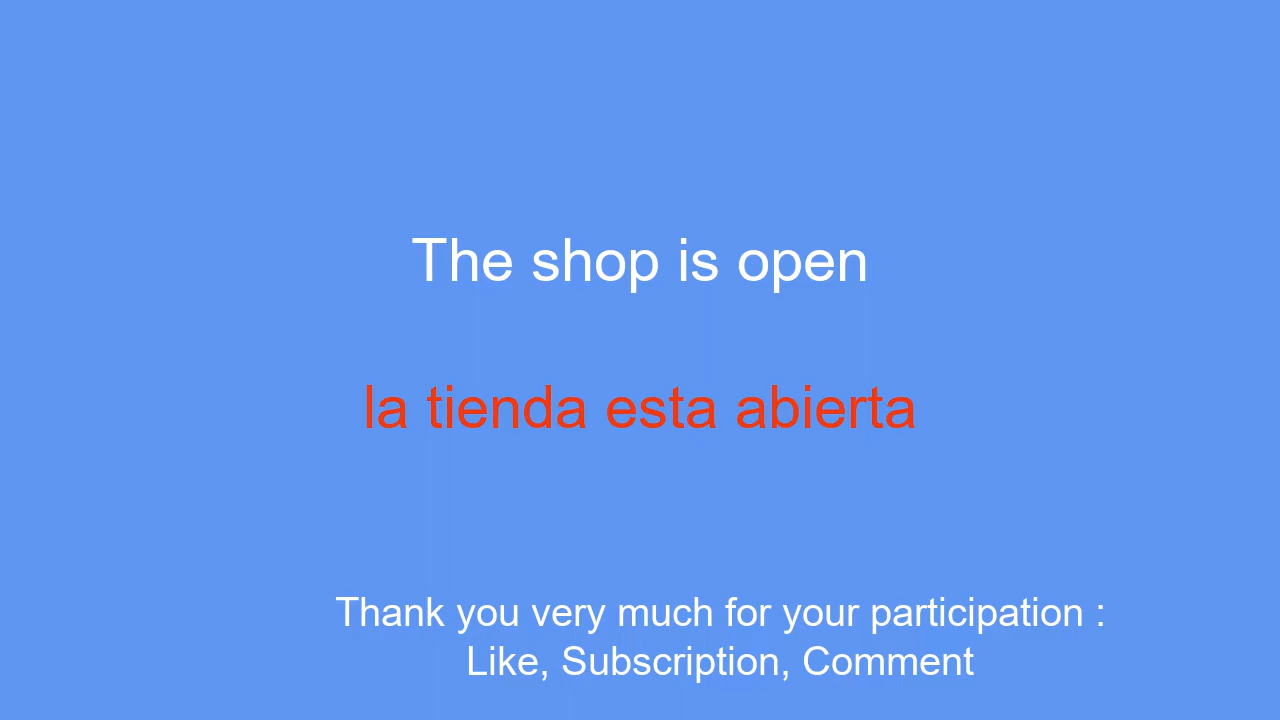 The shop is open
la tienda esta abierta
Thank you very much for your participation :
Like, Subscription, Comment